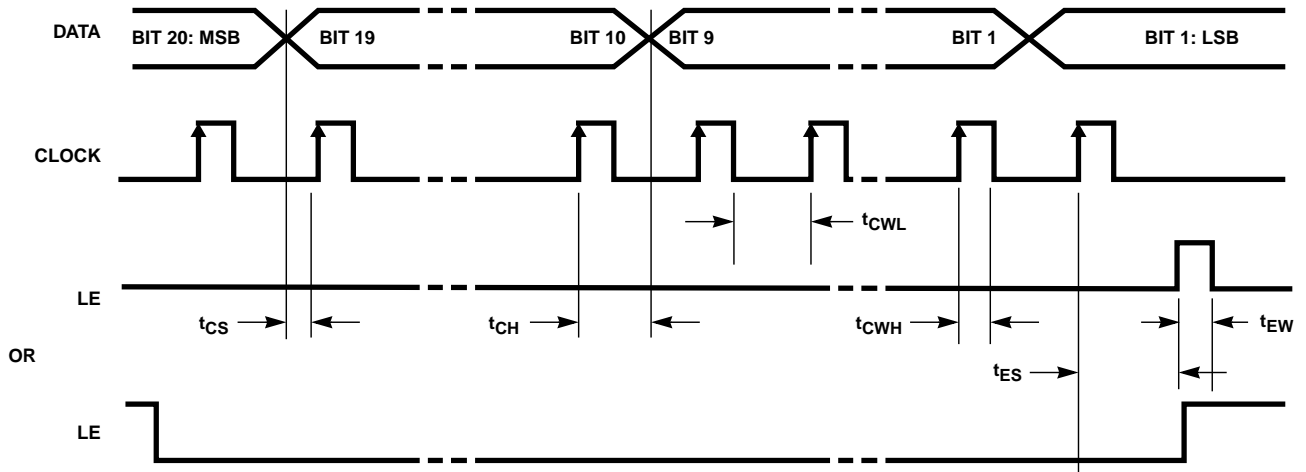 DATA
BIT 20: MSB
BIT 19
BIT 10
BIT 9
BIT 1
BIT 1: LSB
CLOCK
tCWL
LE
tCS
tCH
tCWH
tEW
OR
tES
LE